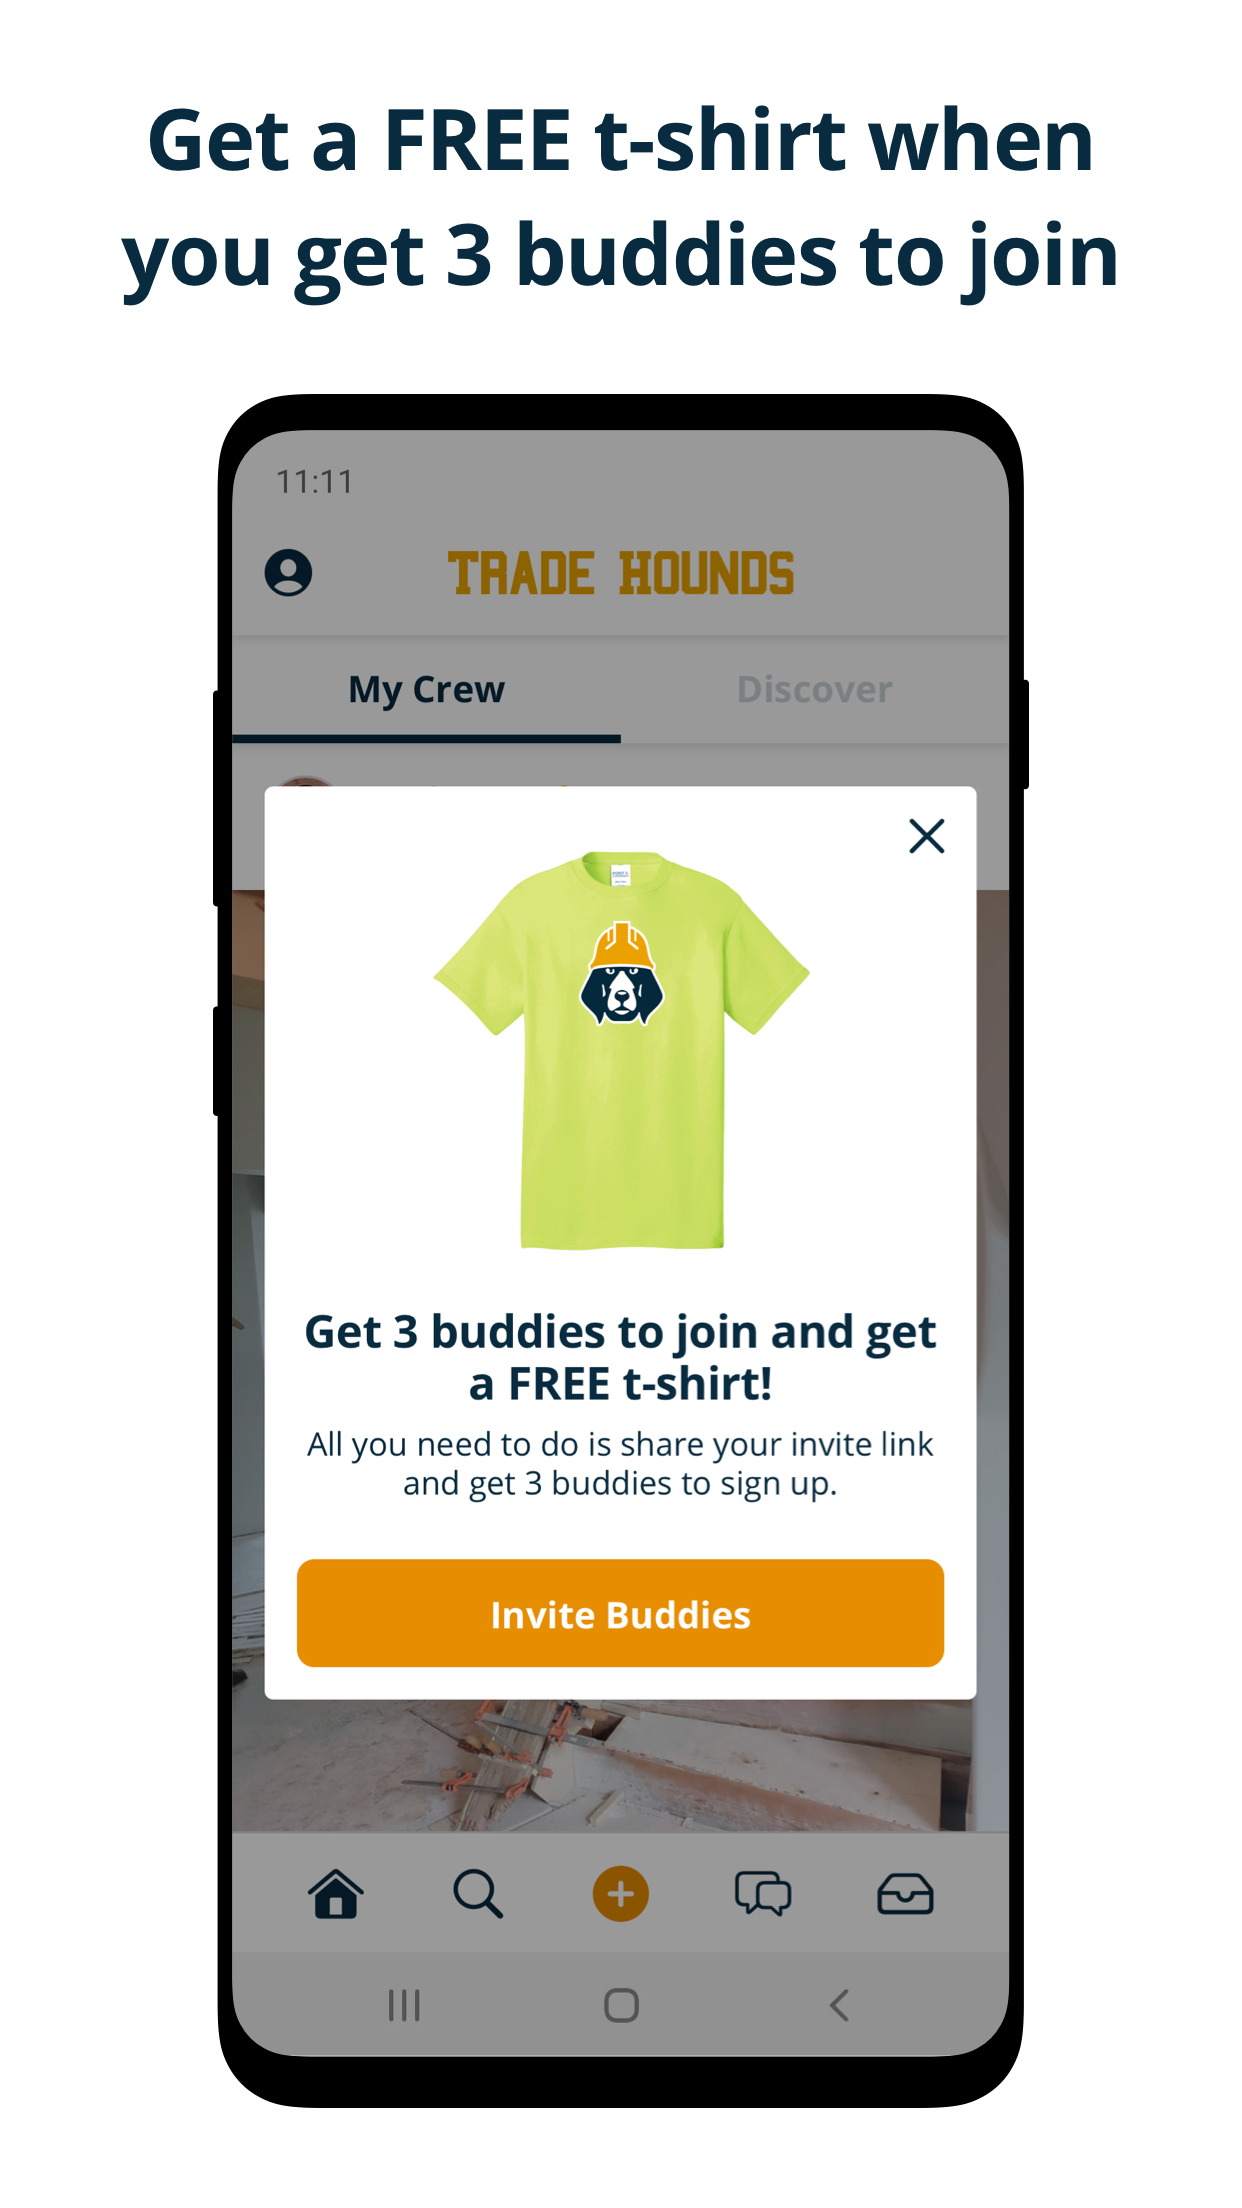 Get a FREE t-shirt when
you get 3 buddies to join
11:11
TRADE HOUNDS
My Crew
Discover
Get 3 buddies to join and get
a FREE t-shirt!
All you need to do is share your invite link
and get 3 buddies to sign up.
Invite Buddies